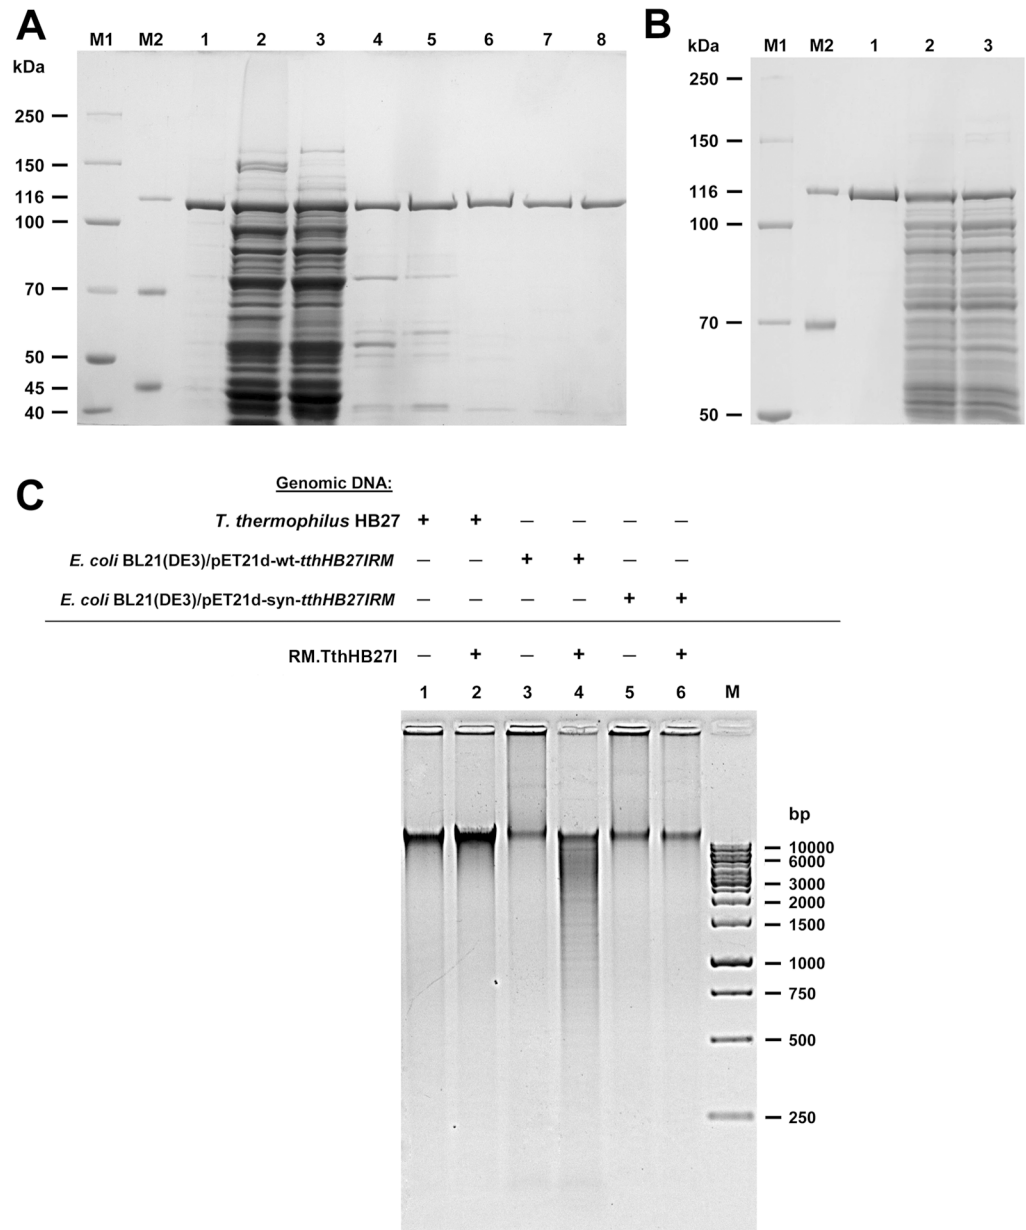 A
M1 M2 1 2 3 4 5 6 7 8
kDa
250
150
116
100
70
50
45
40
B
kDa M1 M2 1 2 3
250
150
116
100
70
50
C
Genomic DNA:
T. thermophilus HB27 + + — — — —
E. coli BL21(DE3)/pET21d-wt-tthHB27IRM — — + + — —
E. coli BL21(DE3)/pET21d-syn-tthHB27IRM — — — — + +
RM.TthHB27I — + — + — +
1 2 3 4 5 6 M
bp
10000
6000
3000
2000
1500
1000
750
500
250